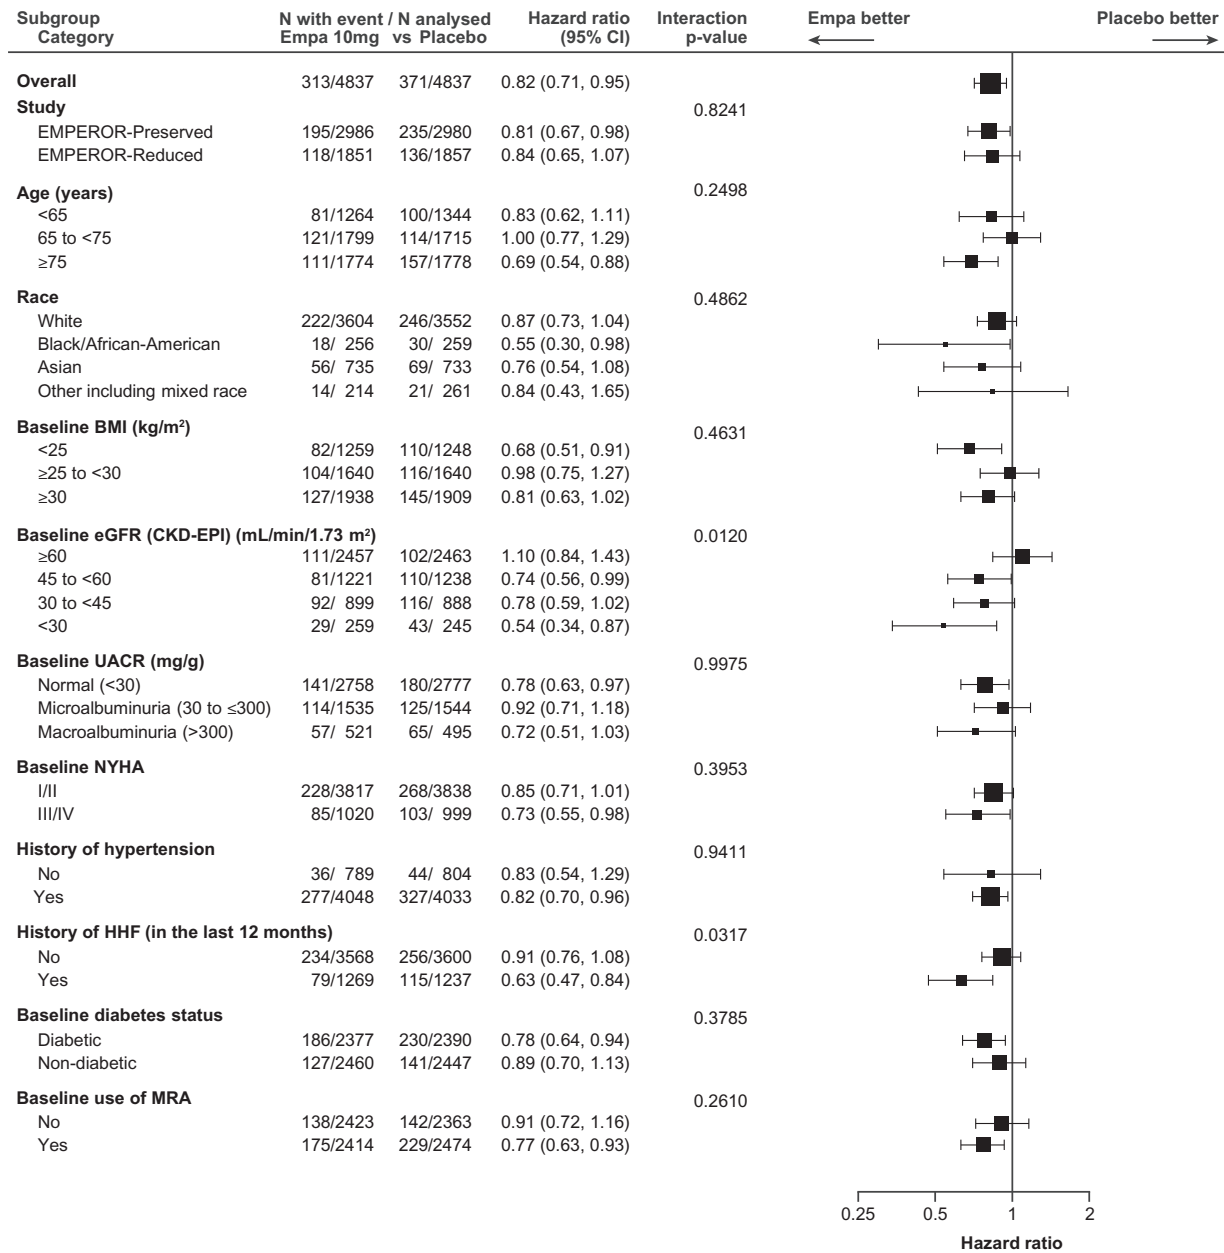 Subgroup N with event / N analysed Hazard ratio Interaction Empa better Placebo better
Category Empa 10mg vs Placebo (95% CI) p-value
Overall 313/4837 371/4837 0.82 (0.71, 0.95)
Study 0.8241
EMPEROR-Preserved 195/2986 235/2980 0.81 (0.67, 0.98)
EMPEROR-Reduced 118/1851 136/1857 0.84 (0.65, 1.07)
Age (years) 0.2498
<65 81/1264 100/1344 0.83 (0.62, 1.11)
65 to <75 121/1799 114/1715 1.00 (0.77, 1.29)
≥75 111/1774 157/1778 0.69 (0.54, 0.88)
Race 0.4862
White 222/3604 246/3552 0.87 (0.73, 1.04)
Black/African-American 18/ 256 30/ 259 0.55 (0.30, 0.98)
Asian 56/ 735 69/ 733 0.76 (0.54, 1.08)
Other including mixed race 14/ 214 21/ 261 0.84 (0.43, 1.65)
Baseline BMI (kg/m²) 0.4631
<25 82/1259 110/1248 0.68 (0.51, 0.91)
≥25 to <30 104/1640 116/1640 0.98 (0.75, 1.27)
≥30 127/1938 145/1909 0.81 (0.63, 1.02)
Baseline eGFR (CKD-EPI) (mL/min/1.73 m²) 0.0120
≥60 111/2457 102/2463 1.10 (0.84, 1.43)
45 to <60 81/1221 110/1238 0.74 (0.56, 0.99)
30 to <45 92/ 899 116/ 888 0.78 (0.59, 1.02)
<30 29/ 259 43/ 245 0.54 (0.34, 0.87)
Baseline UACR (mg/g) 0.9975
Normal (<30) 141/2758 180/2777 0.78 (0.63, 0.97)
Microalbuminuria (30 to ≤300) 114/1535 125/1544 0.92 (0.71, 1.18)
Macroalbuminuria (>300) 57/ 521 65/ 495 0.72 (0.51, 1.03)
Baseline NYHA 0.3953
I/II 228/3817 268/3838 0.85 (0.71, 1.01)
III/IV 85/1020 103/ 999 0.73 (0.55, 0.98)
History of hypertension 0.9411
No 36/ 789 44/ 804 0.83 (0.54, 1.29)
Yes 277/4048 327/4033 0.82 (0.70, 0.96)
History of HHF (in the last 12 months) 0.0317
No 234/3568 256/3600 0.91 (0.76, 1.08)
Yes 79/1269 115/1237 0.63 (0.47, 0.84)
Baseline diabetes status 0.3785
Diabetic 186/2377 230/2390 0.78 (0.64, 0.94)
Non-diabetic 127/2460 141/2447 0.89 (0.70, 1.13)
Baseline use of MRA 0.2610
No 138/2423 142/2363 0.91 (0.72, 1.16)
Yes 175/2414 229/2474 0.77 (0.63, 0.93)
0.25 0.5 1 2
Hazard ratio